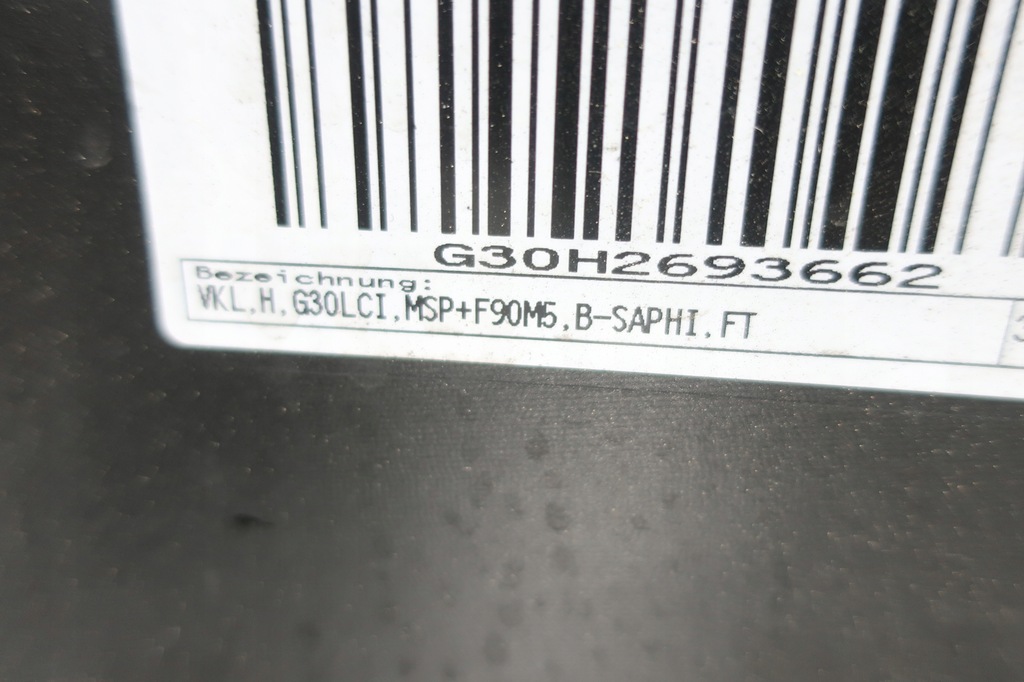 G30H2693662
Bezeichnung:
VKL,H,G30LCI,MSP+F90M5,B-SAPHI,FT